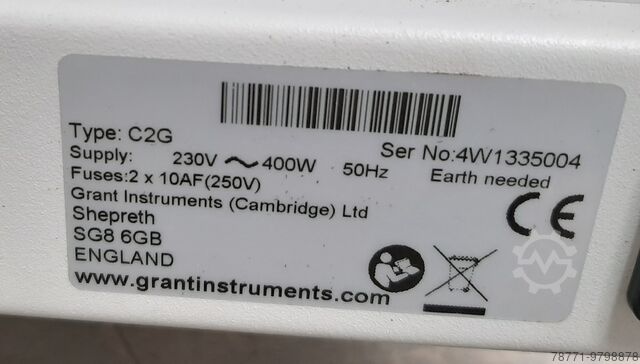 Type: C2G
Ser No:4W1335004
Supply: 230V ~ 400W 50Hz Earth needed
Fuses:2 x 10AF(250V)
Grant Instruments (Cambridge) Ltd
Shepreth
SG8 6GB
ENGLAND
CE
www.grantinstruments.com
78771-9798878